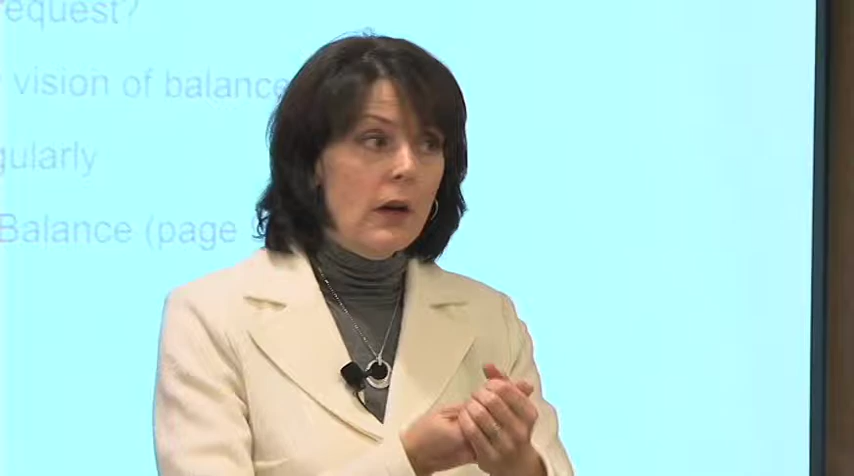 request?
vision of balance
gularly
Balance (page